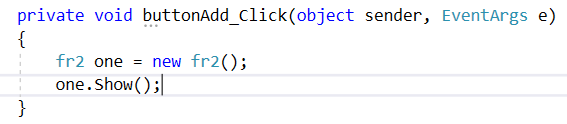 private void buttonAdd_Click(object sender, EventArgs e)
{
    fr2 one = new fr2();
    one.Show();
}